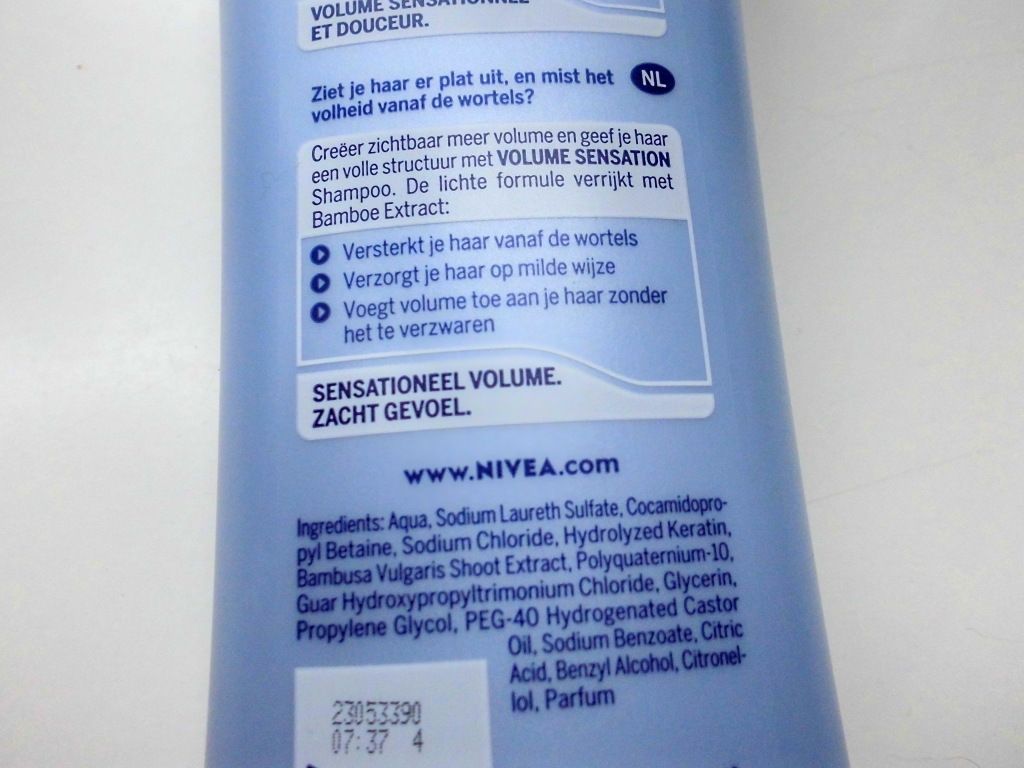 VOLUME SENSATIONNEL
ET DOUCEUR.
Ziet je haar er plat uit, en mist het
volheid vanaf de wortels?
NL
Creëer zichtbaar meer volume en geef je haar
een volle structuur met VOLUME SENSATION
Shampoo. De lichte formule verrijkt met
Bamboe Extract:
Versterkt je haar vanaf de wortels
Verzorgt je haar op milde wijze
Voegt volume toe aan je haar zonder
het te verzwaren
SENSATIONEEL VOLUME.
ZACHT GEVOEL.
www.NIVEA.com
Ingredients: Aqua, Sodium Laureth Sulfate, Cocamidopro-
pyl Betaine, Sodium Chloride, Hydrolyzed Keratin,
Bambusa Vulgaris Shoot Extract, Polyquaternium-10,
Guar Hydroxypropyltrimonium Chloride, Glycerin,
Propylene Glycol, PEG-40 Hydrogenated Castor
Oil, Sodium Benzoate, Citric
Acid, Benzyl Alcohol, Citronel-
lol, Parfum
23053390
07:37 4